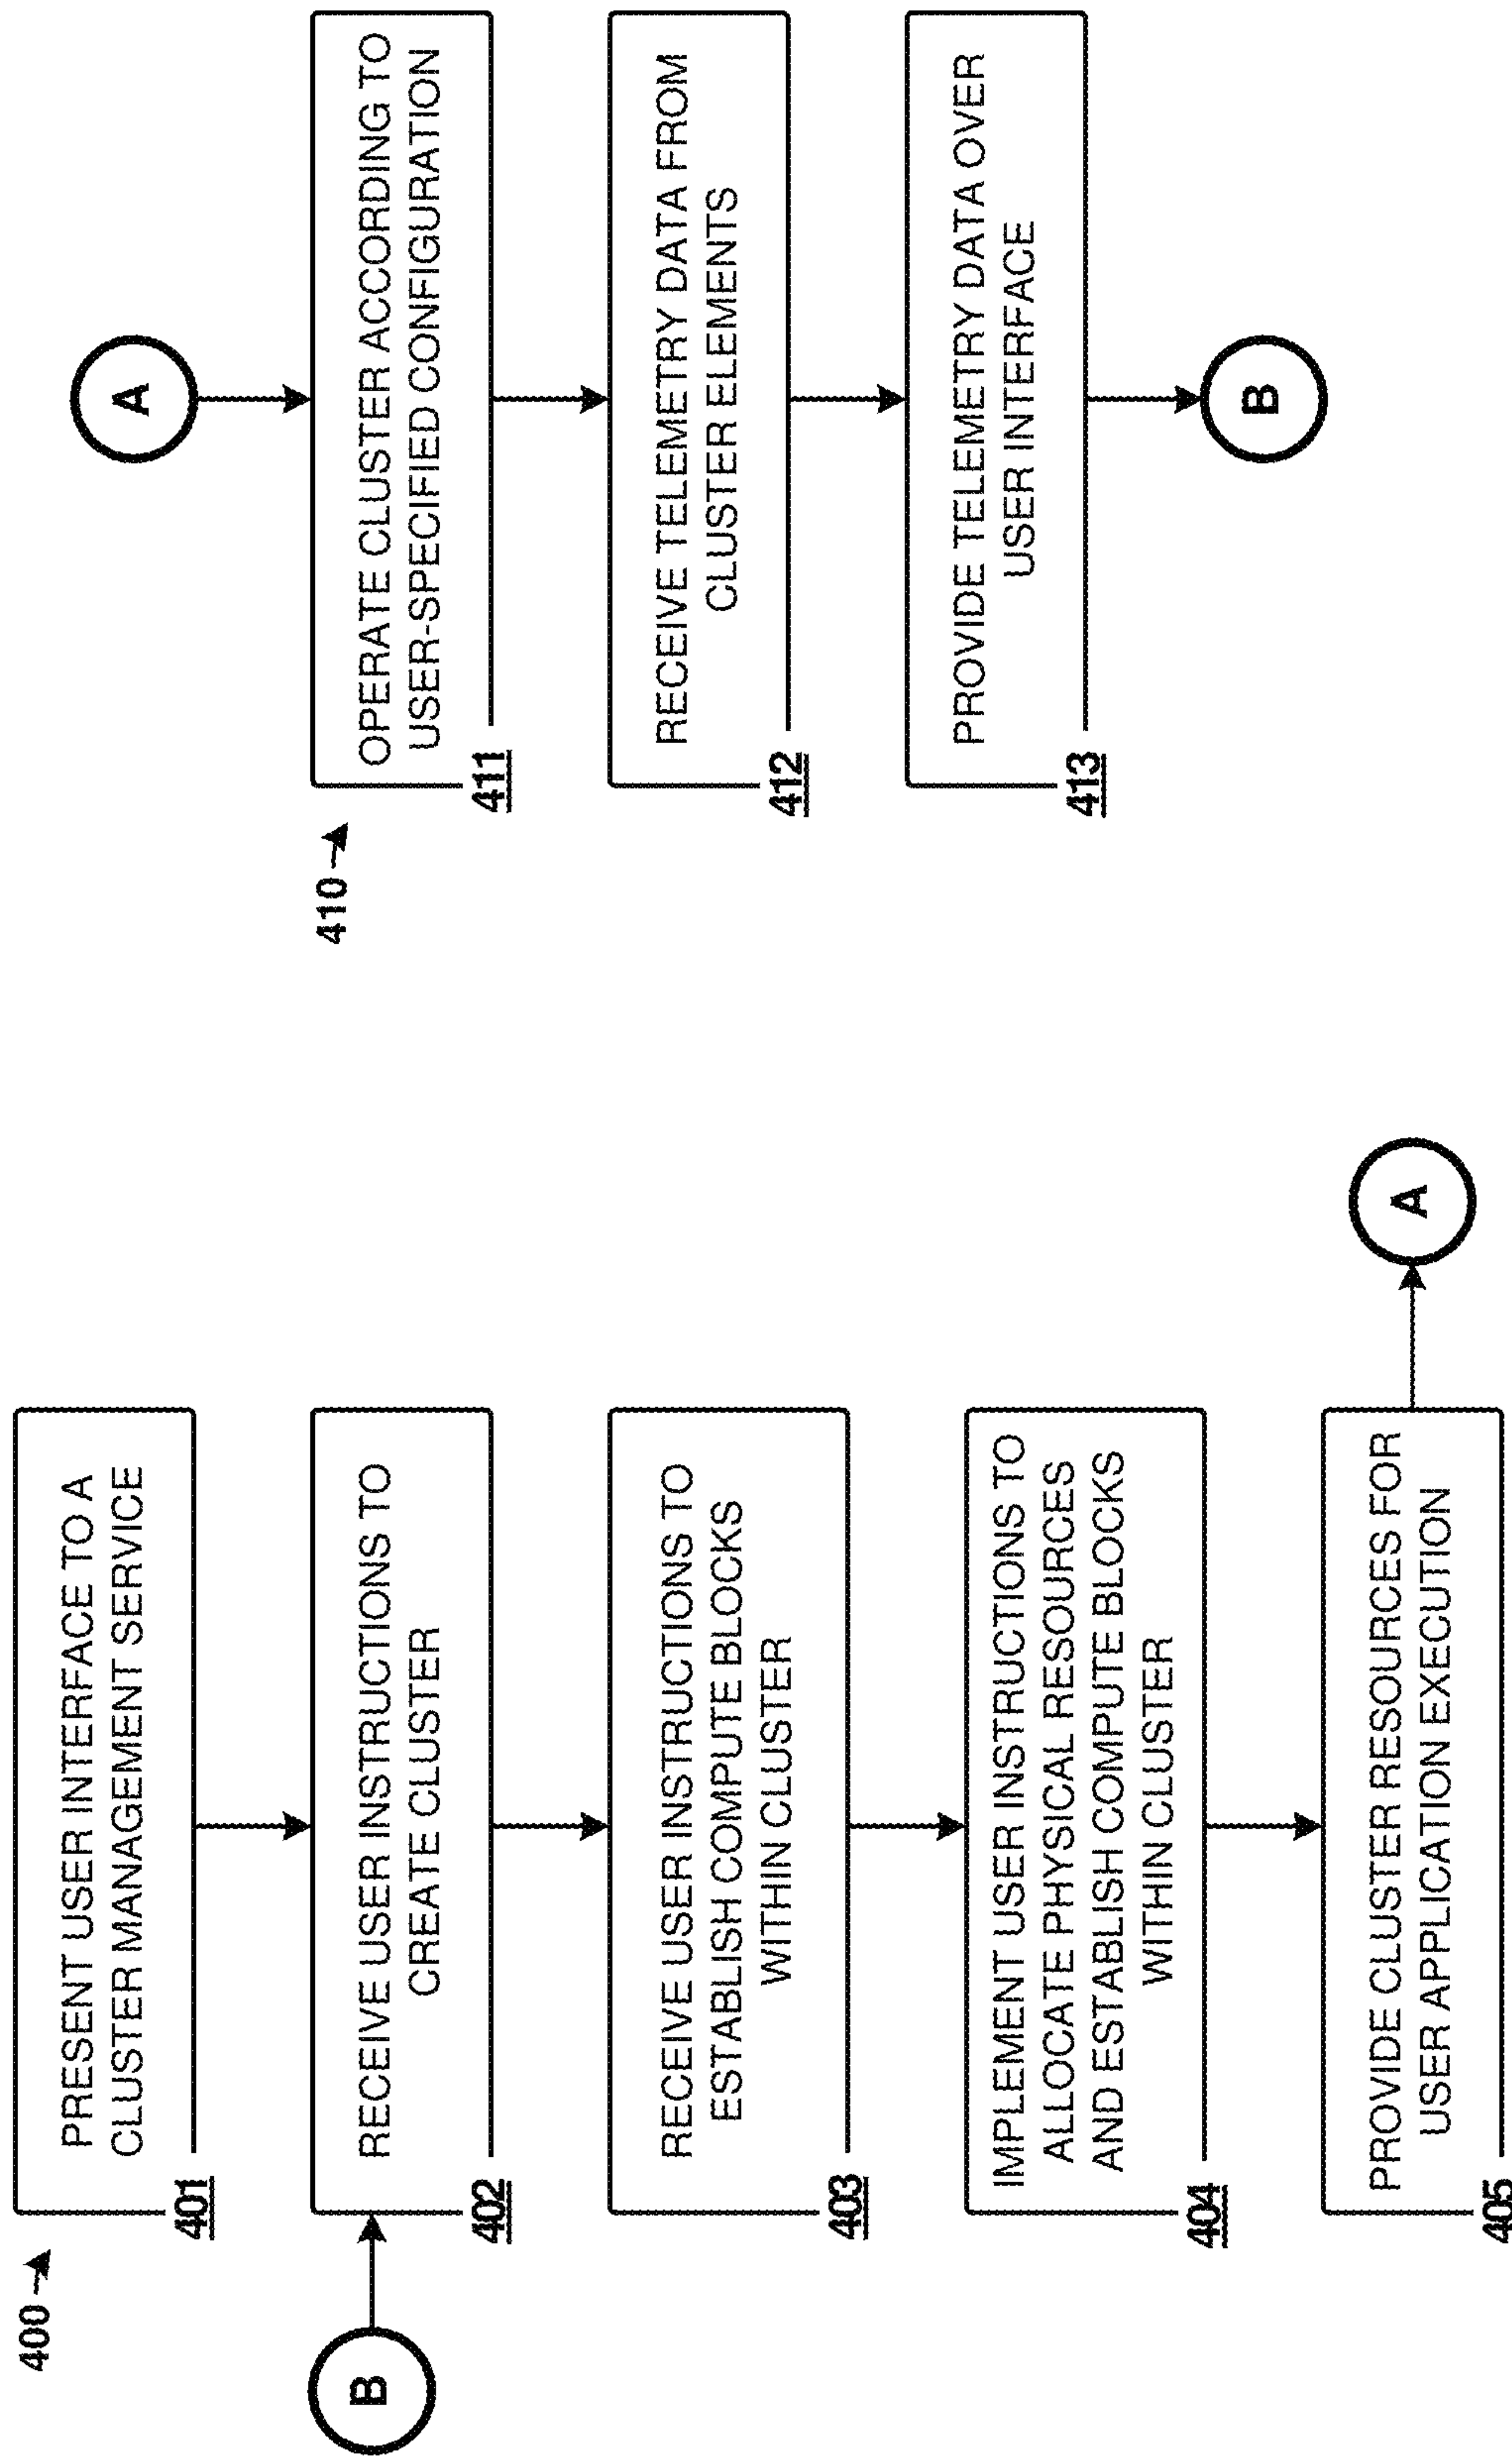 400
PRESENT USER INTERFACE TO A
CLUSTER MANAGEMENT SERVICE
401
B
RECEIVE USER INSTRUCTIONS TO
CREATE CLUSTER
402
RECEIVE USER INSTRUCTIONS TO
ESTABLISH COMPUTE BLOCKS
WITHIN CLUSTER
403
IMPLEMENT USER INSTRUCTIONS TO
ALLOCATE PHYSICAL RESOURCES
AND ESTABLISH COMPUTE BLOCKS
WITHIN CLUSTER
404
PROVIDE CLUSTER RESOURCES FOR
USER APPLICATION EXECUTION
405
A
A
410
OPERATE CLUSTER ACCORDING TO
USER-SPECIFIED CONFIGURATION
411
RECEIVE TELEMETRY DATA FROM
CLUSTER ELEMENTS
412
PROVIDE TELEMETRY DATA OVER
USER INTERFACE
413
B